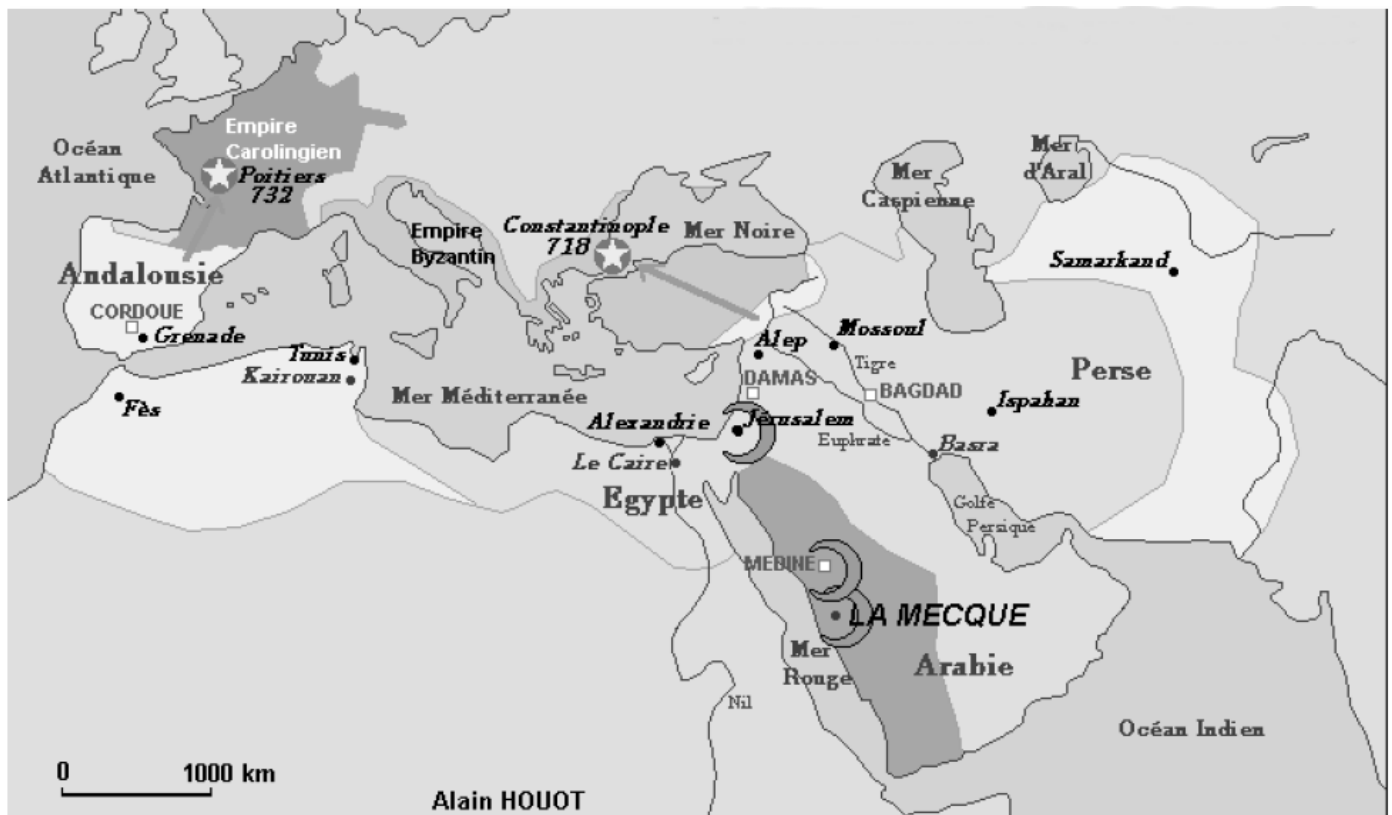 Empire
Carolingien
Océan
Atlantique
Poitiers
732
Mer
d'Aral
Mer
Caspienne
Constantinople
718
Mer Noire
Empire
Byzantin
Samarkand
Andalousie
CORDOUE
Grenade
Tunis
Kairouan
Fès
Mer Méditerranée
Alep
Mossoul
Tigre
DAMAS
BAGDAD
Perse
Ispahan
Alexandrie
Jérusalem
Euphrate
Basra
Le Caire
Egypte
Golfe
Persique
MEDINE
LA MECQUE
Mer
Rouge
Arabie
Nil
Océan Indien
0 1000 km
Alain HOUOT